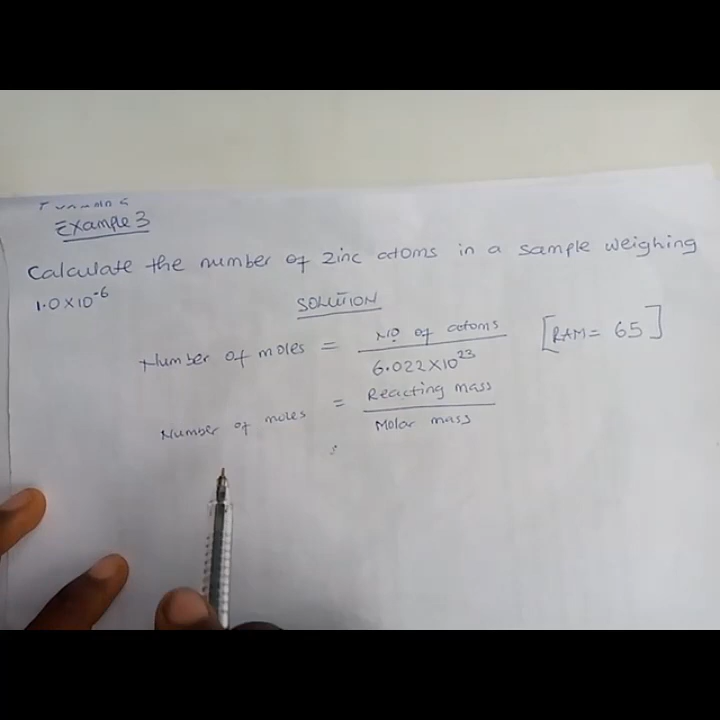 Example 3
Calculate the number of zinc atoms in a sample weighing
1.0×10⁻⁶
SOLUTION
Number of moles = No of atoms / 6.022×10²³ [RAM = 65]
Number of moles = Reacting mass / Molar mass